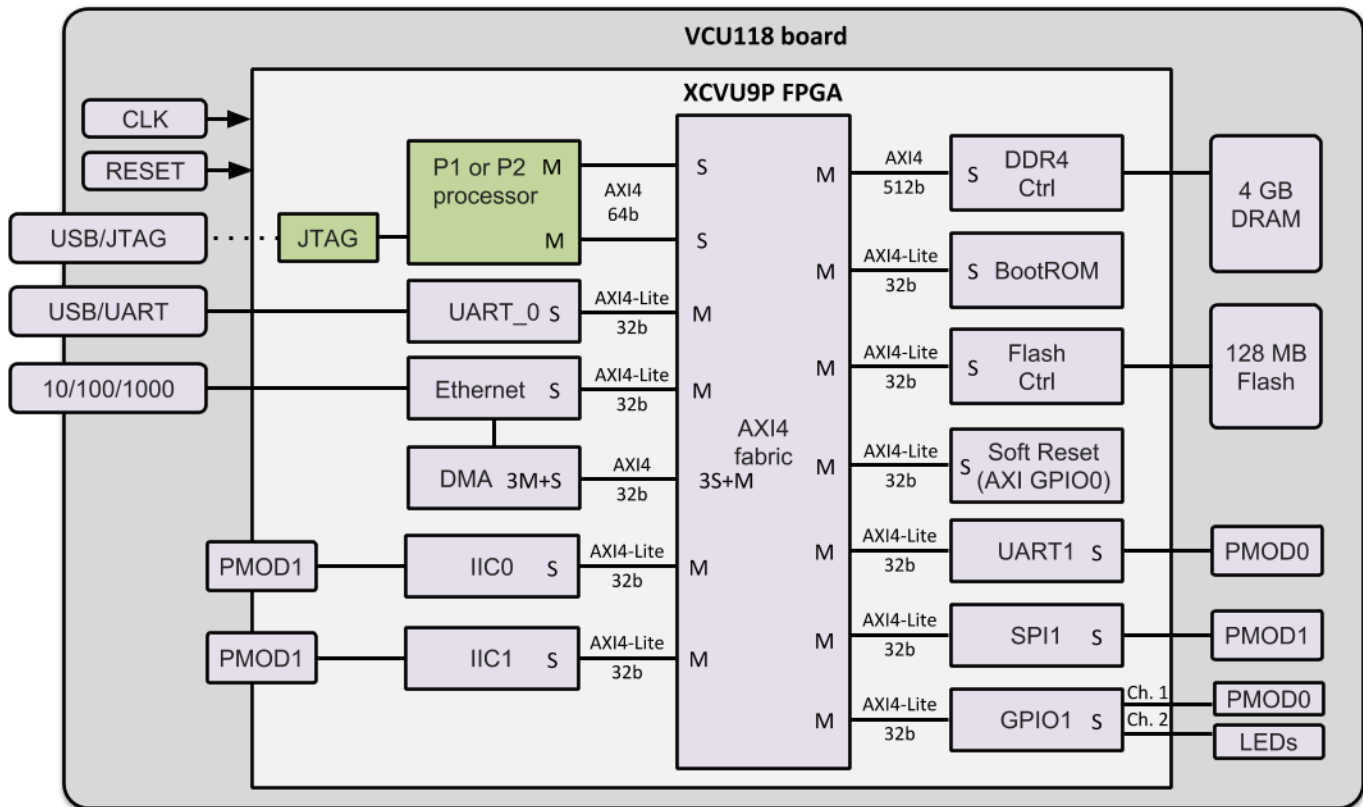 VCU118 board
XCVU9P FPGA
CLK
RESET
USB/JTAG
JTAG
P1 or P2
processor
M
M
AXI4
64b
S
S
USB/UART
UART_0 S
AXI4-Lite
32b
M
10/100/1000
Ethernet S
AXI4-Lite
32b
M
DMA 3M+S
AXI4
32b
3S+M
AXI4
fabric
PMOD1
IIC0 S
AXI4-Lite
32b
M
PMOD1
IIC1 S
AXI4-Lite
32b
M
M
AXI4
512b
S
DDR4
Ctrl
4 GB
DRAM
M
AXI4-Lite
32b
S BootROM
M
AXI4-Lite
32b
S
Flash
Ctrl
128 MB
Flash
M
AXI4-Lite
32b
S
Soft Reset
(AXI GPIO0)
M
AXI4-Lite
32b
UART1 S
PMOD0
M
AXI4-Lite
32b
SPI1 S
PMOD1
M
AXI4-Lite
32b
GPIO1 S
Ch. 1
PMOD0
Ch. 2
LEDs